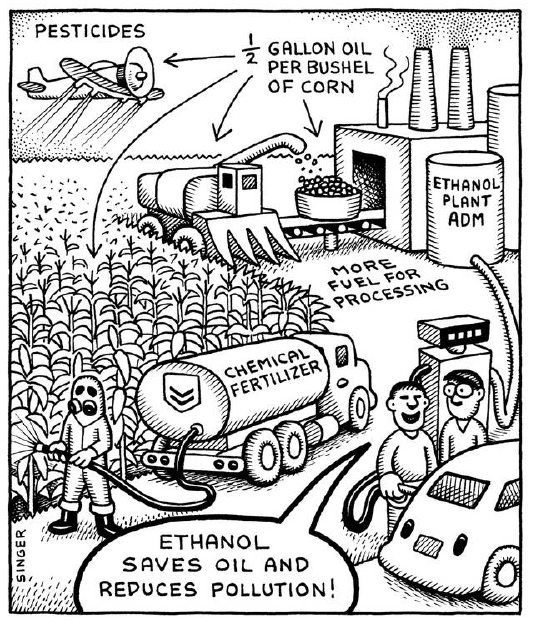 PESTICIDES
1/2 GALLON OIL
PER BUSHEL
OF CORN
ETHANOL
PLANT
ADM
MORE
FUEL FOR
PROCESSING
CHEMICAL
FERTILIZER
ETHANOL
SAVES OIL AND
REDUCES POLLUTION!
SINGER